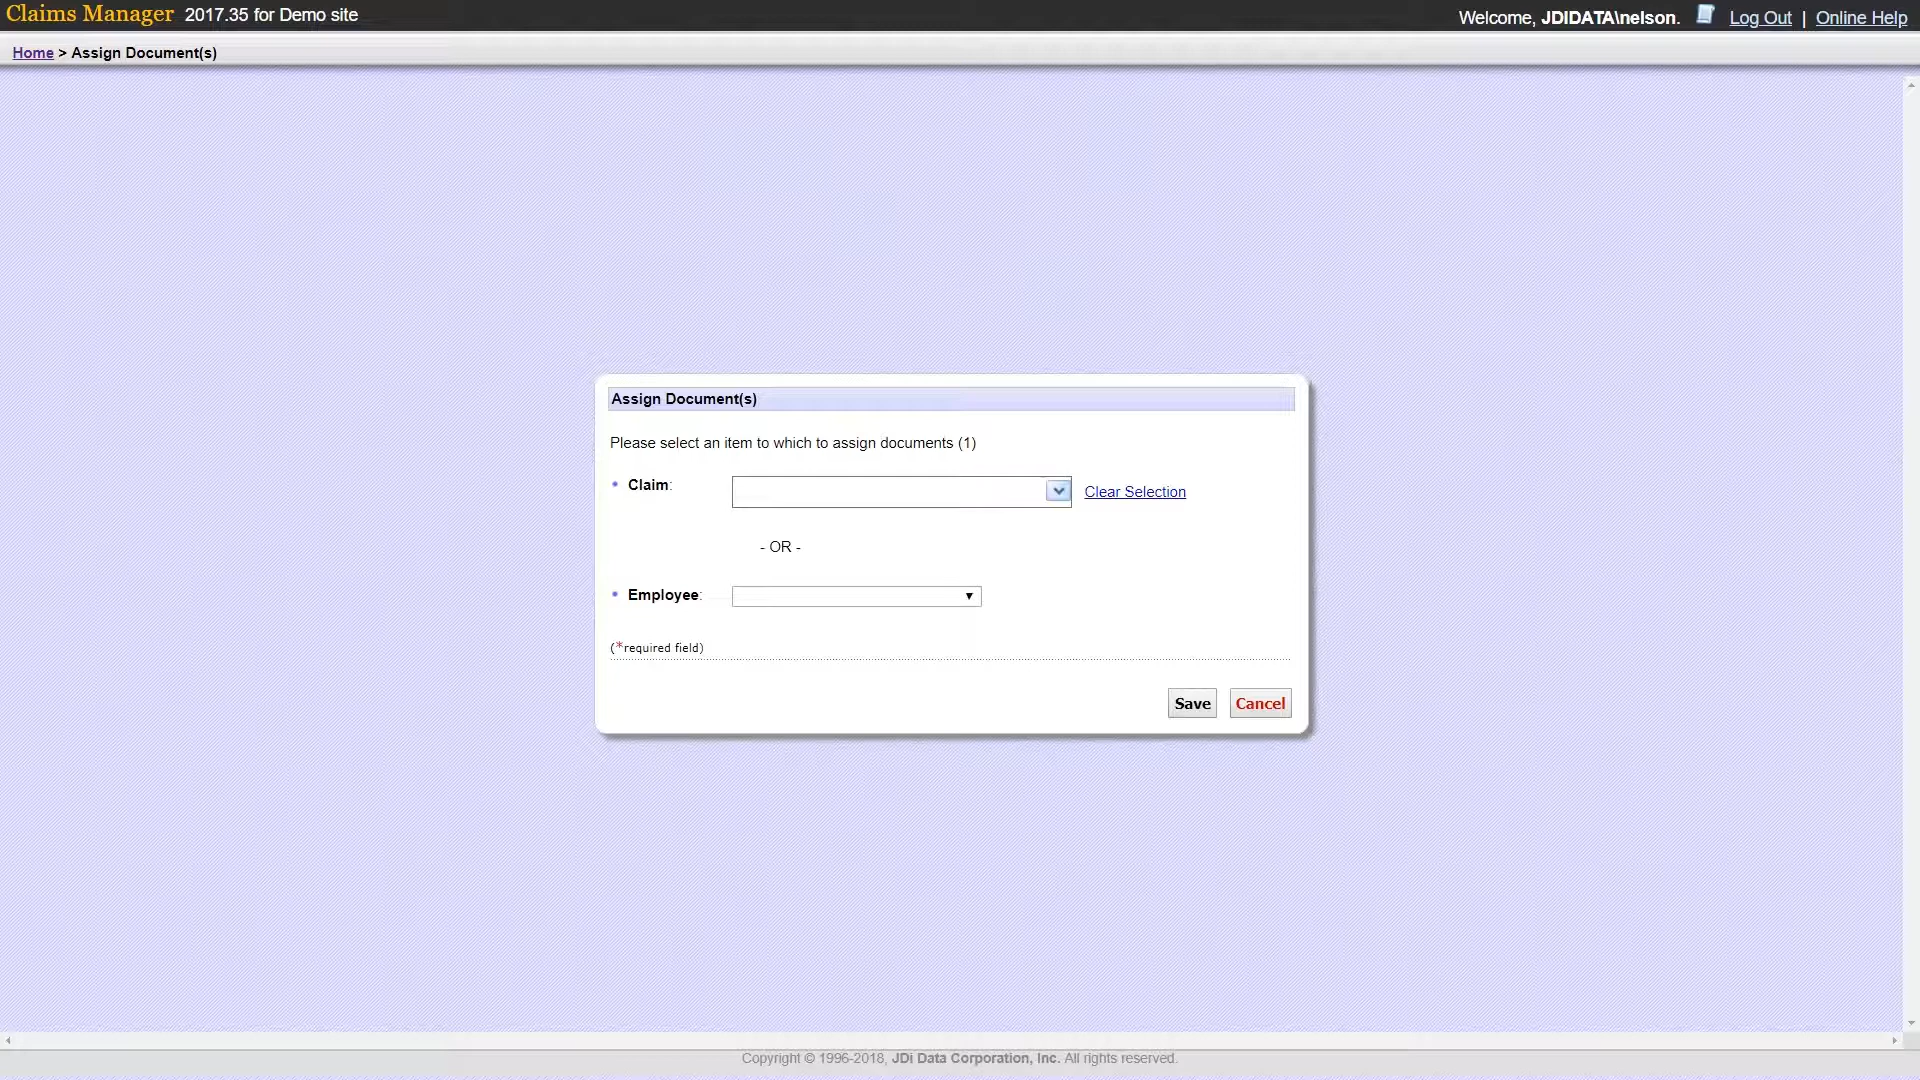 Claims Manager 2017.35 for Demo site
Welcome, JDIDATA\nelson. Log Out | Online Help
Home > Assign Document(s)
Assign Document(s)
Please select an item to which to assign documents (1)
Claim:
Clear Selection
- OR -
Employee:
(*required field)
Save Cancel
Copyright © 1996-2018, JDi Data Corporation, Inc. All rights reserved.